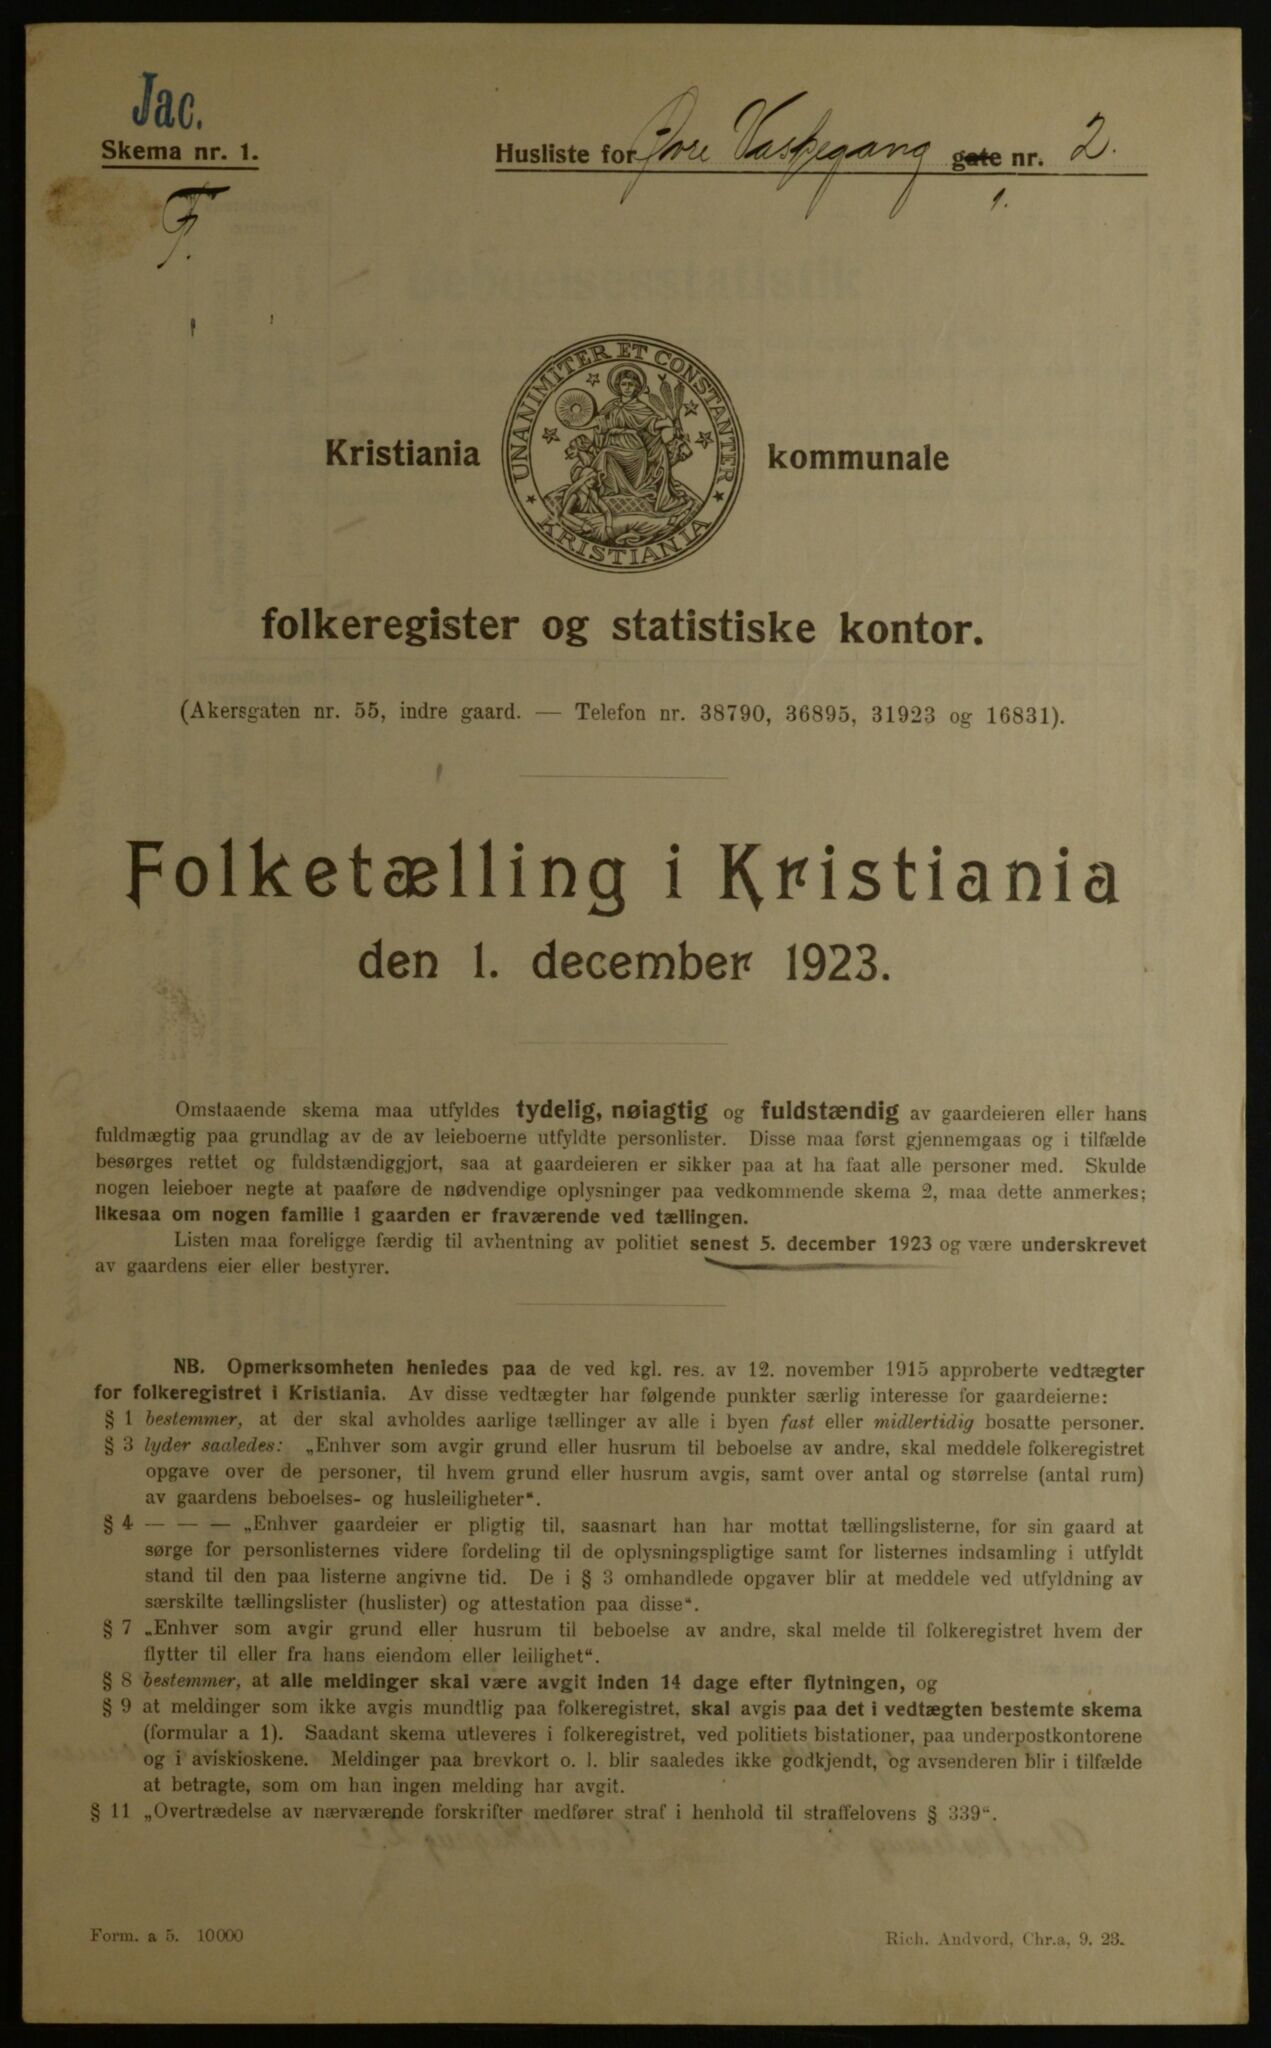 Jac.
Skema nr. 1.
Husliste for Øvre Vaskegang gate nr. 2.
F.
1.
UNANIMITER ET CONSTANTER
KRISTIANIA
Kristiania kommunale
folkeregister og statistiske kontor.
(Akersgaten nr. 55, indre gaard. — Telefon nr. 38790, 36895, 31923 og 16831).
Folketælling i Kristiania
den 1. december 1923.
Omstaaende skema maa utfyldes tydelig, nøiagtig og fuldstændig av gaardeieren eller hans
fuldmægtig paa grundlag av de av leieboerne utfyldte personlister. Disse maa først gjennemgaas og i tilfælde
besørges rettet og fuldstændiggjort, saa at gaardeieren er sikker paa at ha faat alle personer med. Skulde
nogen leieboer negte at paaføre de nødvendige oplysninger paa vedkommende skema 2, maa dette anmerkes;
likesaa om nogen familie i gaarden er fraværende ved tællingen.
Listen maa foreligge færdig til avhentning av politiet senest 5. december 1923 og være underskrevet
av gaardens eier eller bestyrer.
NB. Opmerksomheten henledes paa de ved kgl. res. av 12. november 1915 approberte vedtægter
for folkeregistret i Kristiania. Av disse vedtægter har følgende punkter særlig interesse for gaardeierne:
§ 1 bestemmer, at der skal avholdes aarlige tællinger av alle i byen fast eller midlertidig bosatte personer.
§ 3 lyder saaledes: „Enhver som avgir grund eller husrum til beboelse av andre, skal meddele folkeregistret
opgave over de personer, til hvem grund eller husrum avgis, samt over antal og størrelse (antal rum)
av gaardens beboelses- og husleiligheter“.
§ 4 — — — „Enhver gaardeier er pligtig til, saasnart han har mottat tællingslisterne, for sin gaard at
sørge for personlisternes videre fordeling til de oplysningspligtige samt for listernes indsamling i utfyldt
stand til den paa listerne angivne tid. De i § 3 omhandlede opgaver blir at meddele ved utfyldning av
særskilte tællingslister (huslister) og attestation paa disse“.
§ 7 „Enhver som avgir grund eller husrum til beboelse av andre, skal melde til folkeregistret hvem der
flytter til eller fra hans eiendom eller leilighet“.
§ 8 bestemmer, at alle meldinger skal være avgit inden 14 dage efter flytningen, og
§ 9 at meldinger som ikke avgis mundtlig paa folkeregistret, skal avgis paa det i vedtægten bestemte skema
(formular a 1). Saadant skema utleveres i folkeregistret, ved politiets bistationer, paa underpostkontorene
og i aviskioskene. Meldinger paa brevkort o. l. blir saaledes ikke godkjendt, og avsenderen blir i tilfælde
at betragte, som om han ingen melding har avgit.
§ 11 „Overtrædelse av nærværende forskrifter medfører straf i henhold til straffelovens § 339“.
Form. a 5. 10000
Rich. Andvord, Chr.a, 9. 23.